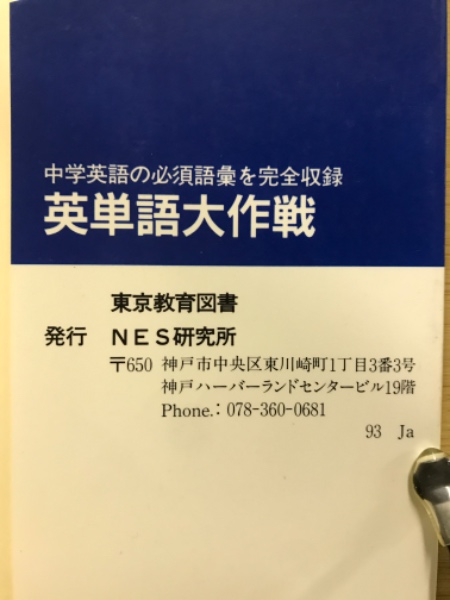 中学英語の必須語彙を完全収録
英単語大作戦
東京教育図書
発行 NES研究所
〒650 神戸市中央区東川崎町1丁目3番3号
神戸ハーバーランドセンタービル19階
Phone.: 078-360-0681
93 Ja